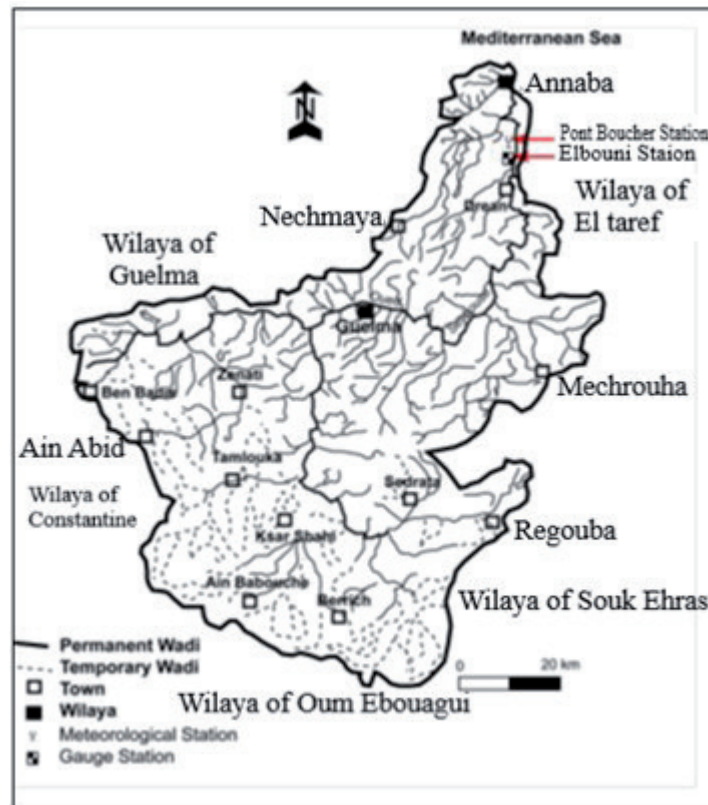 Mediterranean Sea
N
Annaba
Pont Boucher Station
Elbouni Staion
Drean
Wilaya of
El taref
Nechmaya
Wilaya of
Guelma
Guelma
Zenati
Ben Badis
Mechrouha
Ain Abid
Tamlouka
Sedrata
Wilaya of
Constantine
Ksar Sbahi
Regouba
Ain Babouche
Berrich
Wilaya of Souk Ehras
Permanent Wadi
Temporary Wadi
0 20 km
Town
Wilaya
Wilaya of Oum Ebouagui
Meteorological Station
Gauge Station